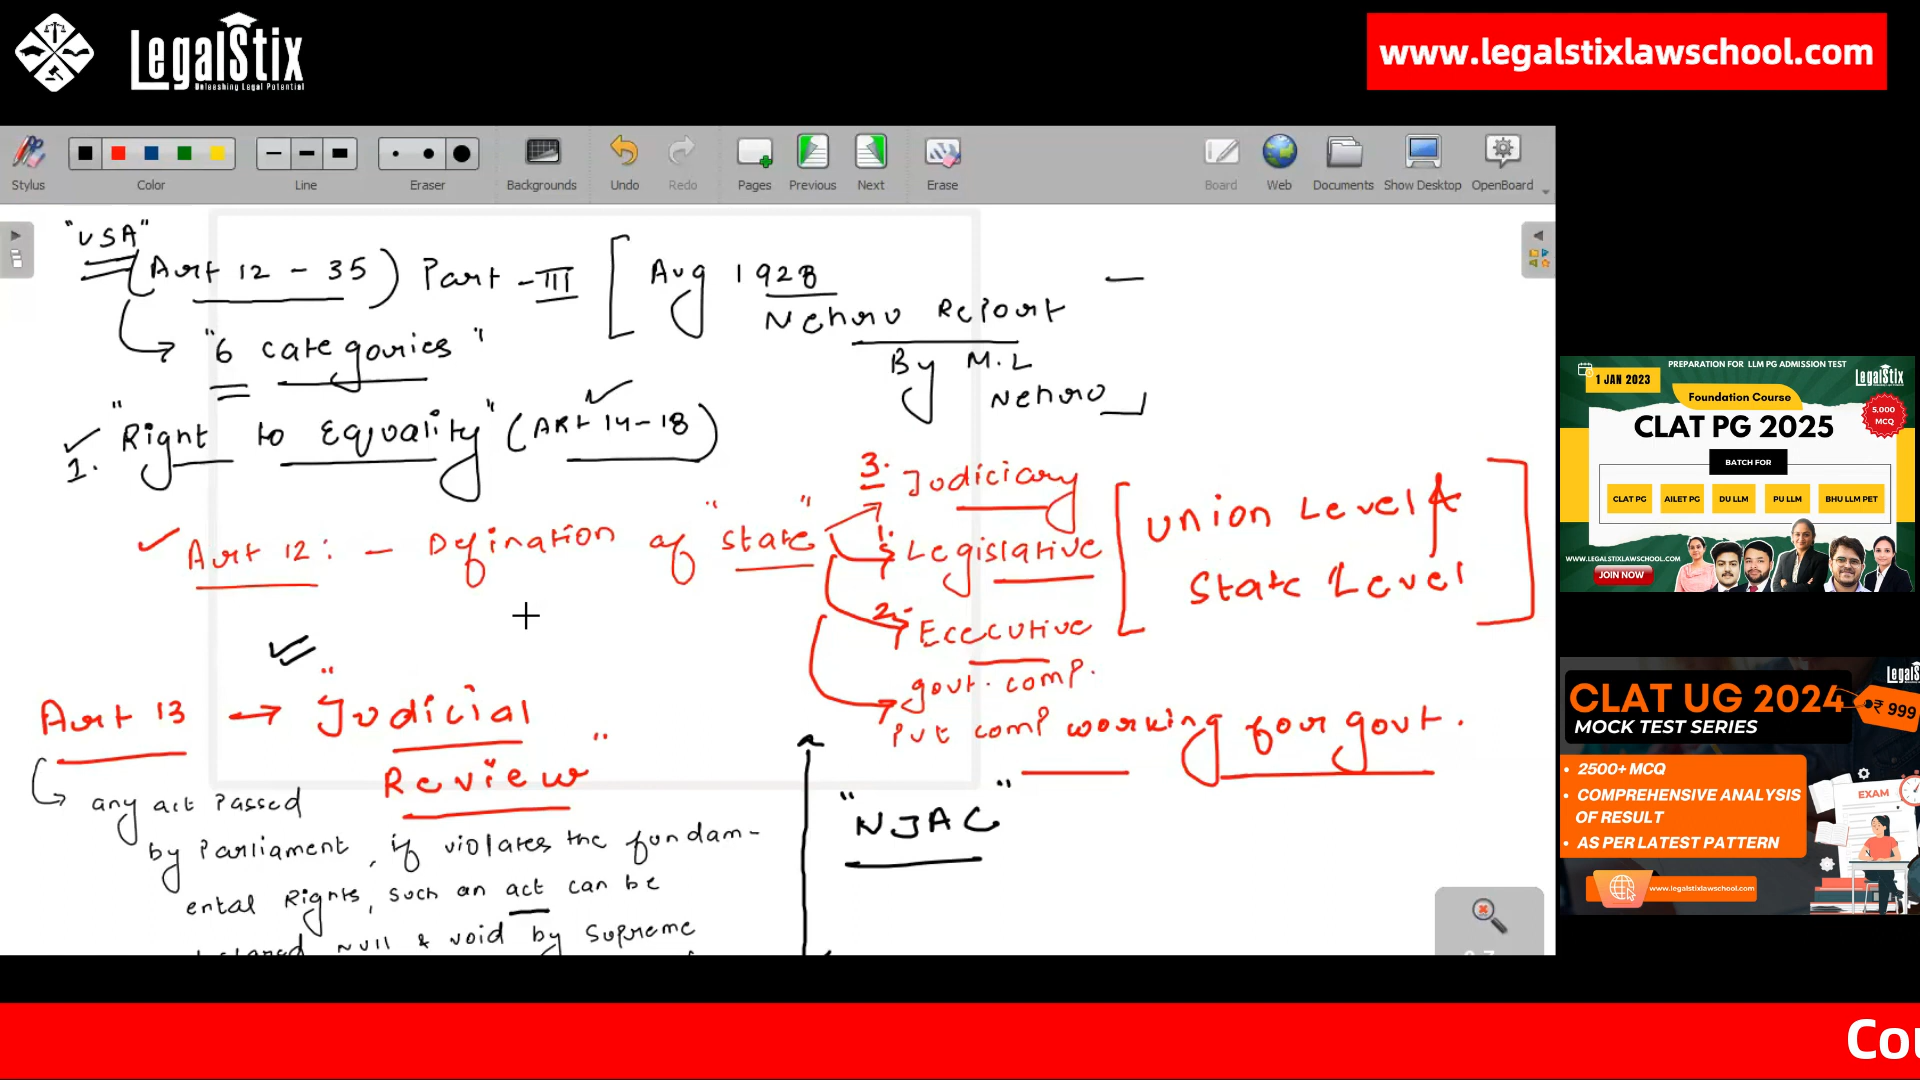 LegalStix
Unleashing Legal Potential
www.legalstixlawschool.com
Stylus
Color
Line
Eraser
Backgrounds
Undo
Redo
Pages
Previous
Next
Erase
Board
Web
Documents
Show Desktop
OpenBoard
"USA"
(Art 12 - 35) Part - III [ Aug 1928
Nehru Report
By M.L
Nehru ]
"6 categories"
1. "Right to Equality" (ART 14-18)
Art 12: - Defination of "state"
3. Judiciary
1. Legislative
2. Executive
govt. comp.
Pvt comp working for govt.
[ Union Level &
State Level ]
Art 13 → "Judicial
Review"
any act passed
by Parliament, if violates the fundam-
ental Rights, such an act can be
null & void by Supreme
"NJAC"
PREPARATION FOR LLM PG ADMISSION TEST
1 JAN 2023
LegalStix
Foundation Course
5,000 MCQ
CLAT PG 2025
BATCH FOR
CLAT PG
AILET PG
DU LLM
PU LLM
BHU LLM PET
WWW.LEGALSTIXLAWSCHOOL.COM
JOIN NOW
LegalS
CLAT UG 2024
MOCK TEST SERIES
₹ 999
• 2500+ MCQ
• COMPREHENSIVE ANALYSIS
OF RESULT
• AS PER LATEST PATTERN
EXAM
www.legalstixlawschool.com
Cou